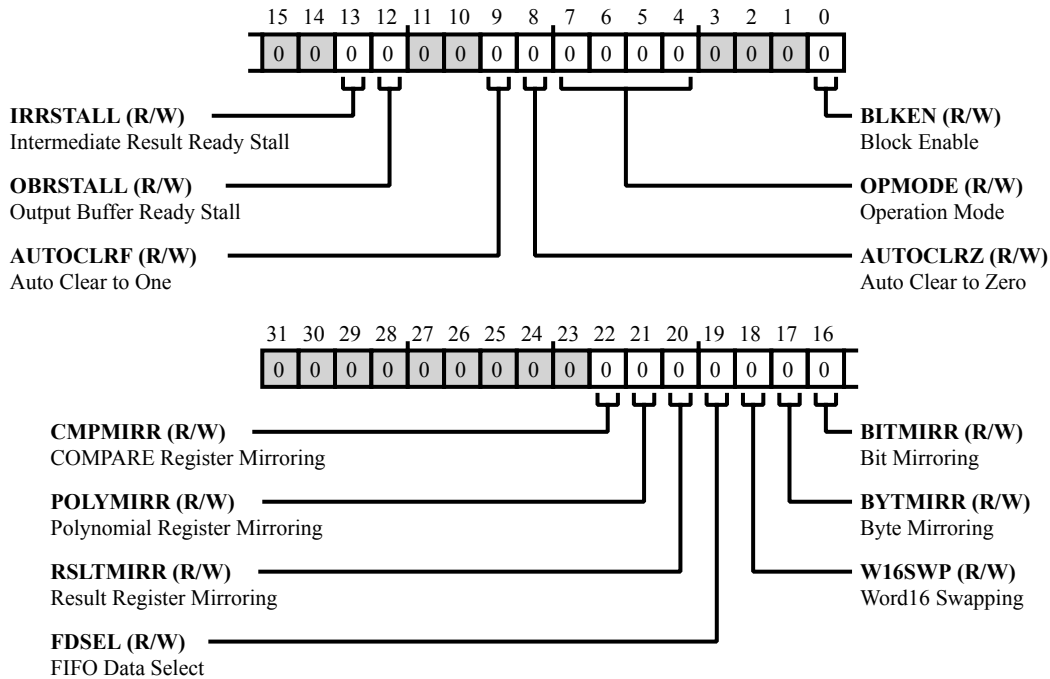 15 14 13 12 11 10 9 8 7 6 5 4 3 2 1 0
0 0 0 0 0 0 0 0 0 0 0 0 0 0 0 0
IRRSTALL (R/W)
Intermediate Result Ready Stall
OBRSTALL (R/W)
Output Buffer Ready Stall
AUTOCLRF (R/W)
Auto Clear to One
BLKEN (R/W)
Block Enable
OPMODE (R/W)
Operation Mode
AUTOCLRZ (R/W)
Auto Clear to Zero
31 30 29 28 27 26 25 24 23 22 21 20 19 18 17 16
0 0 0 0 0 0 0 0 0 0 0 0 0 0 0 0
CMPMIRR (R/W)
COMPARE Register Mirroring
POLYMIRR (R/W)
Polynomial Register Mirroring
RSLTMIRR (R/W)
Result Register Mirroring
FDSEL (R/W)
FIFO Data Select
BITMIRR (R/W)
Bit Mirroring
BYTMIRR (R/W)
Byte Mirroring
W16SWP (R/W)
Word16 Swapping